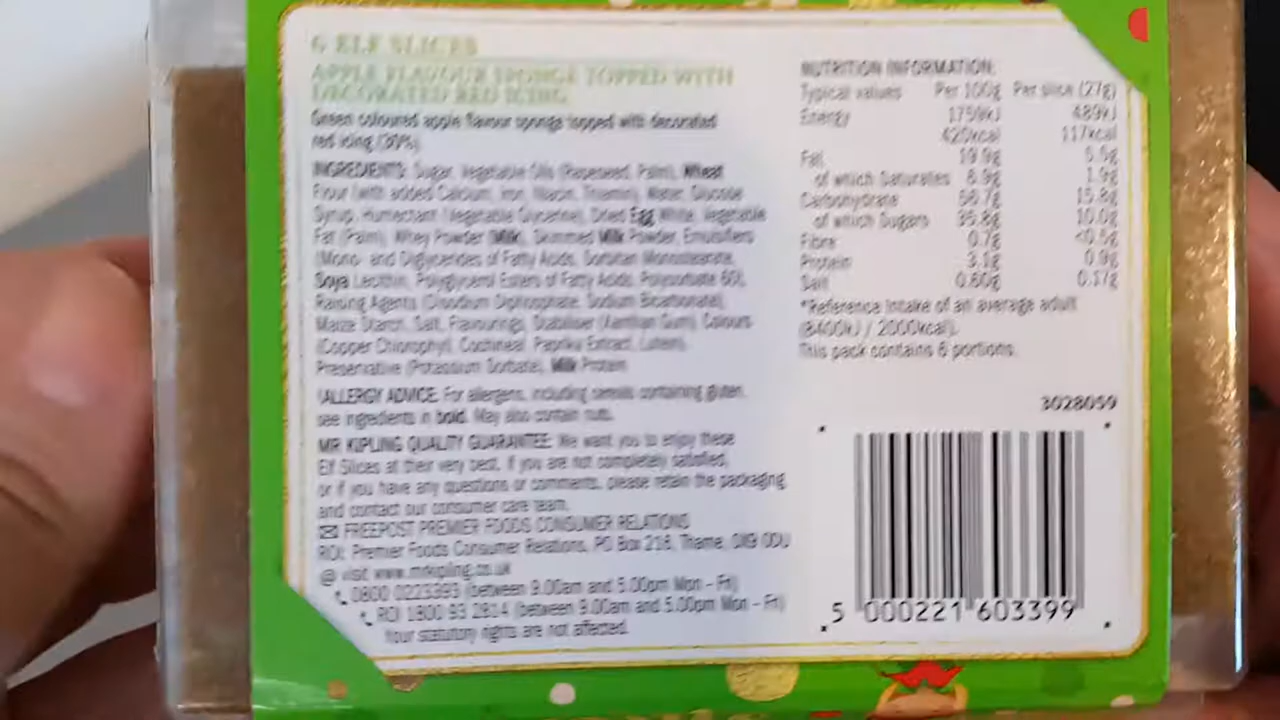 6 ELF SLICES
APPLE FLAVOUR SPONGE TOPPED WITH
DECORATED RED ICING
Green coloured apple flavour sponge topped with decorated
red icing (39%).
INGREDIENTS: Sugar, Vegetable Oils (Rapeseed, Palm), Wheat
Flour (with added Calcium, Iron, Niacin, Thiamin), Water, Glucose
Syrup, Humectant (Vegetable Glycerine), Dried Egg White, Vegetable
Fat (Palm), Whey Powder (Milk), Skimmed Milk Powder, Emulsifiers
(Mono- and Diglycerides of Fatty Acids, Sorbitan Monostearate,
Soya Lecithin, Polyglycerol Esters of Fatty Acids, Polysorbate 60),
Raising Agents (Disodium Diphosphate, Sodium Bicarbonate),
Maize Starch, Salt, Flavourings, Stabiliser (Xanthan Gum), Colours
(Copper Chlorophyll, Cochineal, Paprika Extract, Lutein),
Preservative (Potassium Sorbate), Milk Protein
!ALLERGY ADVICE: For allergens, including cereals containing gluten,
see ingredients in bold. May also contain nuts.
MR KIPLING QUALITY GUARANTEE: We want you to enjoy these
Elf Slices at their very best. If you are not completely satisfied,
or if you have any questions or comments, please retain the packaging
and contact our consumer care team.
FREEPOST PREMIER FOODS CONSUMER RELATIONS
ROI: Premier Foods Consumer Relations, PO Box 218, Thame, OX9 0DU
@ visit www.mrkipling.co.uk
0800 0223393 (between 9.00am and 5.00pm Mon - Fri)
ROI 1800 93 2814 (between 9.00am and 5.00pm Mon - Fri)
Your statutory rights are not affected.
NUTRITION INFORMATION:
Typical values Per 100g Per slice (27g)
Energy 1759kJ 489kJ
420kcal 117kcal
Fat 19.9g 5.5g
of which Saturates 6.9g 1.9g
Carbohydrate 56.7g 15.8g
of which Sugars 35.8g 10.0g
Fibre 0.7g <0.5g
Protein 3.1g 0.9g
Salt 0.60g 0.17g
*Reference intake of an average adult
(8400kJ / 2000kcal).
This pack contains 6 portions.
3028059
5 000221 603399